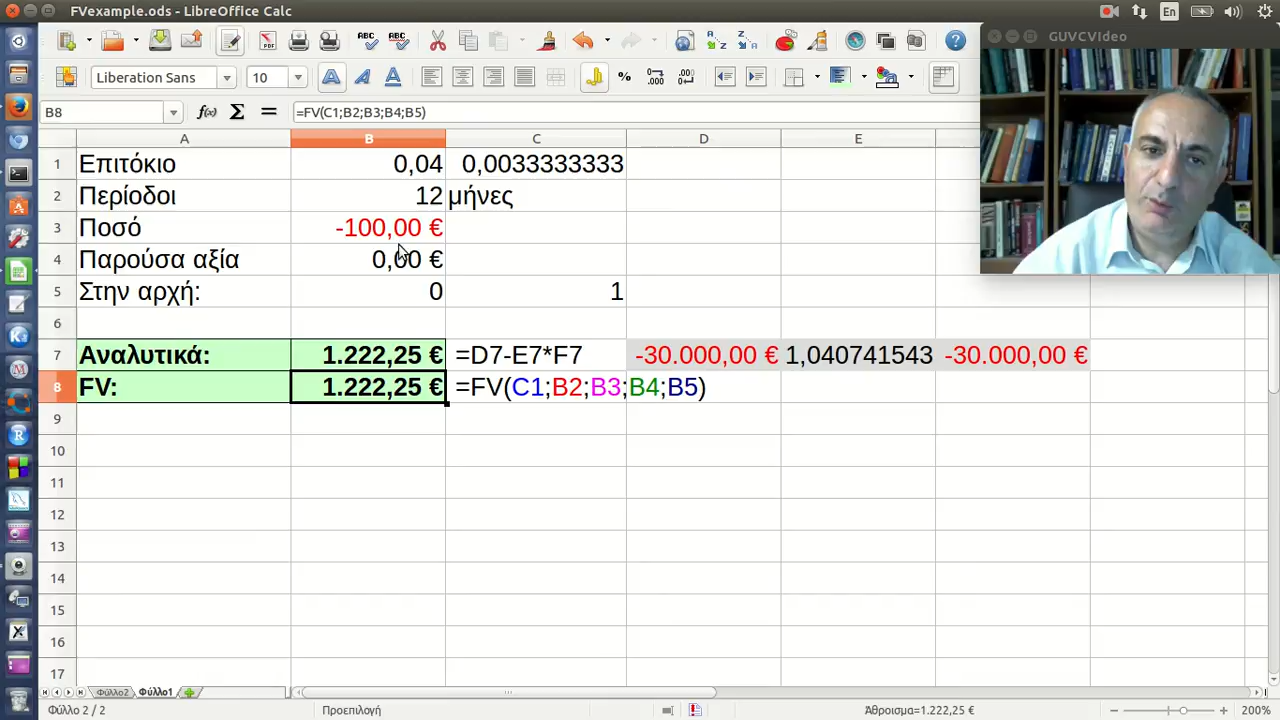 FVexample.ods - LibreOffice Calc
En
GUVCVIdeo
Liberation Sans 10
B8 =FV(C1;B2;B3;B4;B5)
A B C D E
1 Επιτόκιο 0,04 0,0033333333
2 Περίοδοι 12 μήνες
3 Ποσό -100,00 €
4 Παρούσα αξία 0,00 €
5 Στην αρχή: 0 1
6
7 Αναλυτικά: 1.222,25 € =D7-E7*F7 -30.000,00 € 1,040741543 -30.000,00 €
8 FV: 1.222,25 € =FV(C1;B2;B3;B4;B5)
9
10
11
12
13
14
15
16
17
Φύλλο2 Φύλλο1
Φύλλο 2 / 2 Προεπιλογή Άθροισμα=1.222,25 € 200%